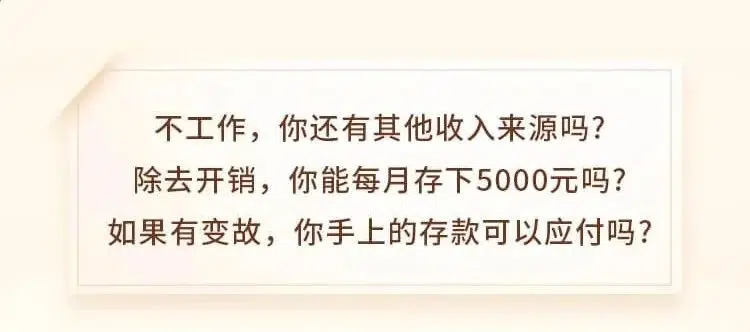 不工作，你还有其他收入来源吗?
除去开销，你能每月存下5000元吗?
如果有变故，你手上的存款可以应付吗?